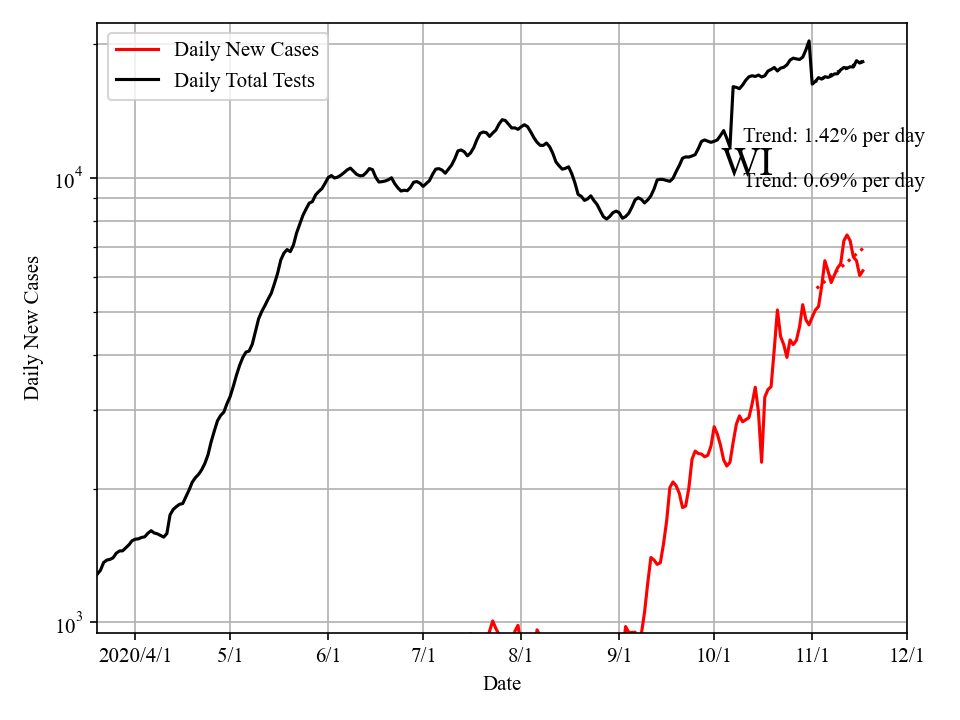 Daily New Cases
Daily Total Tests
Trend: 1.42% per day
WI
Trend: 0.69% per day
10^4
10^3
Daily New Cases
2020/4/1 5/1 6/1 7/1 8/1 9/1 10/1 11/1 12/1
Date